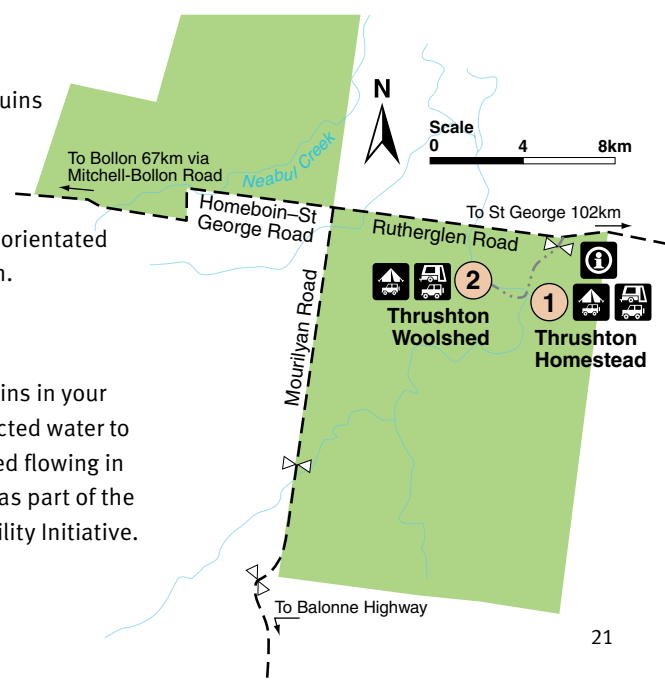 uins
orientated
n.
ins in your
cted water to
ed flowing in
as part of the
ility Initiative.
To Bollon 67km via
Mitchell-Bollon Road
Neabul Creek
N
Scale
0 4 8km
Homeboin–St
George Road
Rutherglen Road
To St George 102km
Mourilyan Road
2
Thrushton
Woolshed
1
Thrushton
Homestead
To Balonne Highway
21